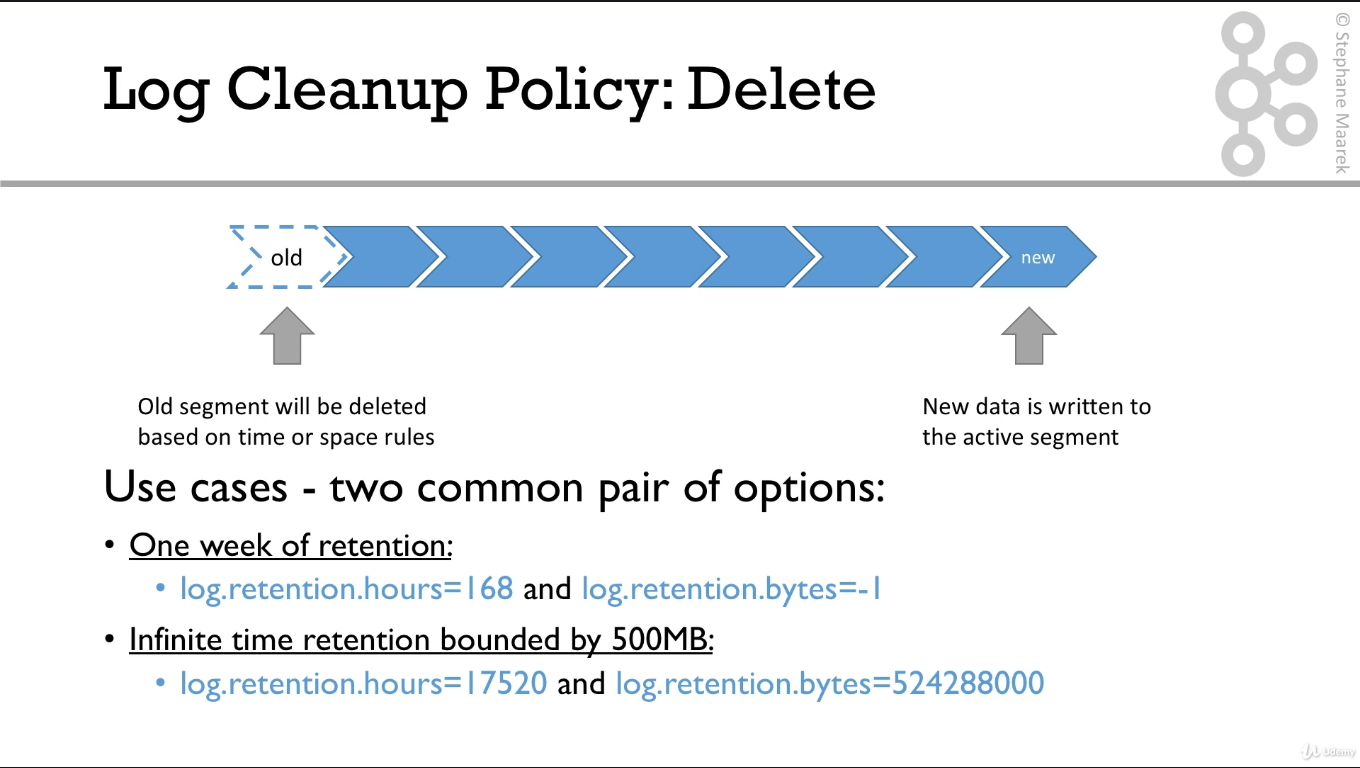 Log Cleanup Policy: Delete
© Stephane Maarek
old
new
Old segment will be deleted
based on time or space rules
New data is written to
the active segment
Use cases - two common pair of options:
• One week of retention:
• log.retention.hours=168 and log.retention.bytes=-1
• Infinite time retention bounded by 500MB:
• log.retention.hours=17520 and log.retention.bytes=524288000
Udemy